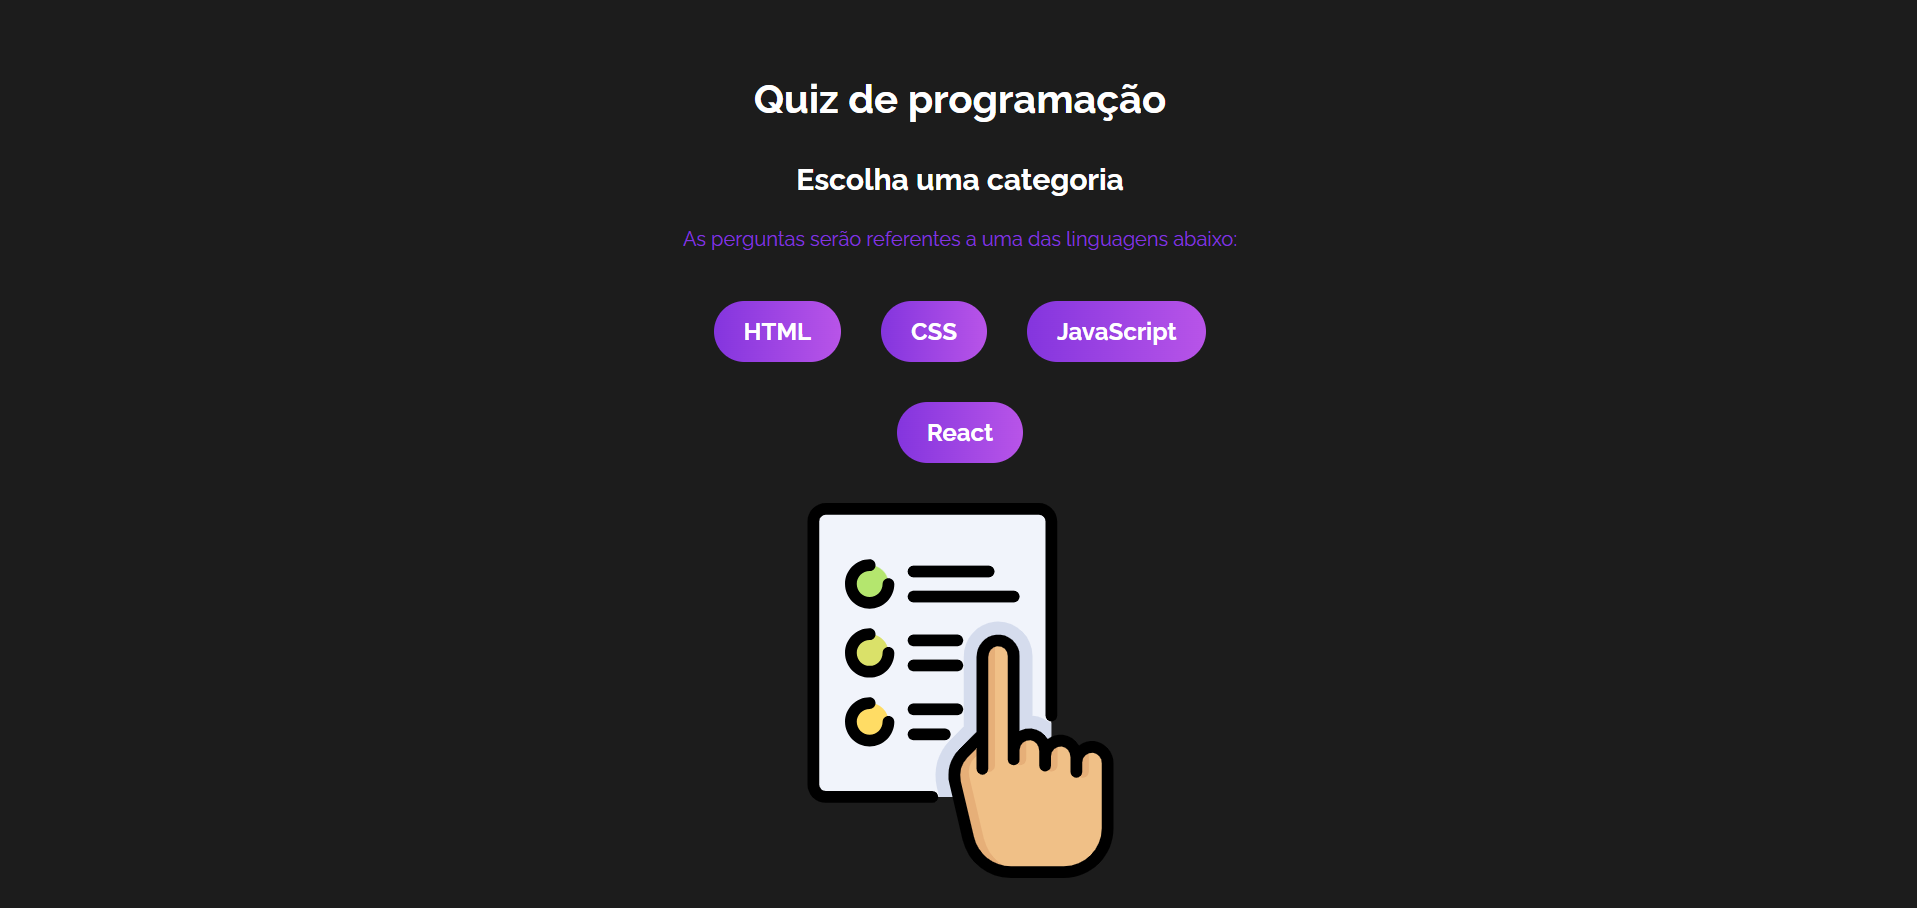 Quiz de programação
Escolha uma categoria
As perguntas serão referentes a uma das linguagens abaixo:
HTML CSS JavaScript
React